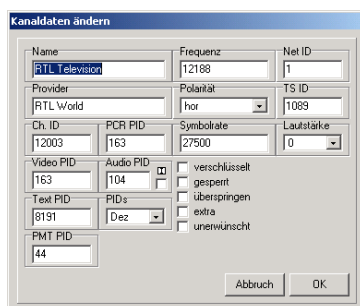 Kanaldaten ändern
Name Frequenz Net ID
RTL Television 12188 1
Provider Polarität TS ID
RTL World hor 1089
Ch. ID PCR PID Symbolrate Lautstärke
12003 163 27500 0
Video PID Audio PID
163 104
verschlüsselt
gesperrt
überspringen
extra
unerwünscht
Text PID PIDs
8191 Dez
PMT PID
44
Abbruch OK